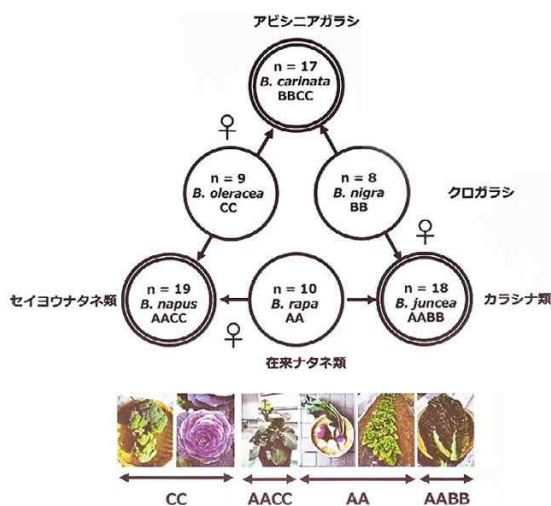 アビシニアガラシ
n = 17
B. carinata
BBCC
♀
n = 9
B. oleracea
CC
n = 8
B. nigra
BB
クロガラシ
♀
セイヨウナタネ類
n = 19
B. napus
AACC
♀
n = 10
B. rapa
AA
n = 18
B. juncea
AABB
カラシナ類
在来ナタネ類
CC
AACC
AA
AABB